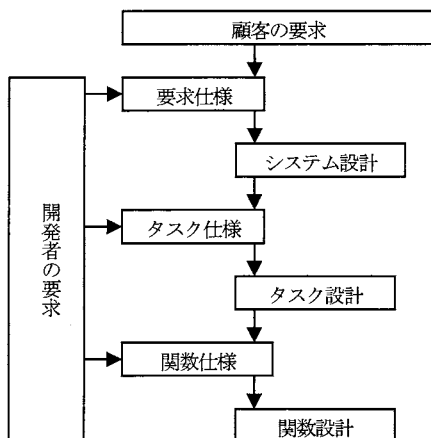 顧客の要求
要求仕様
システム設計
開発者の要求
タスク仕様
タスク設計
関数仕様
関数設計